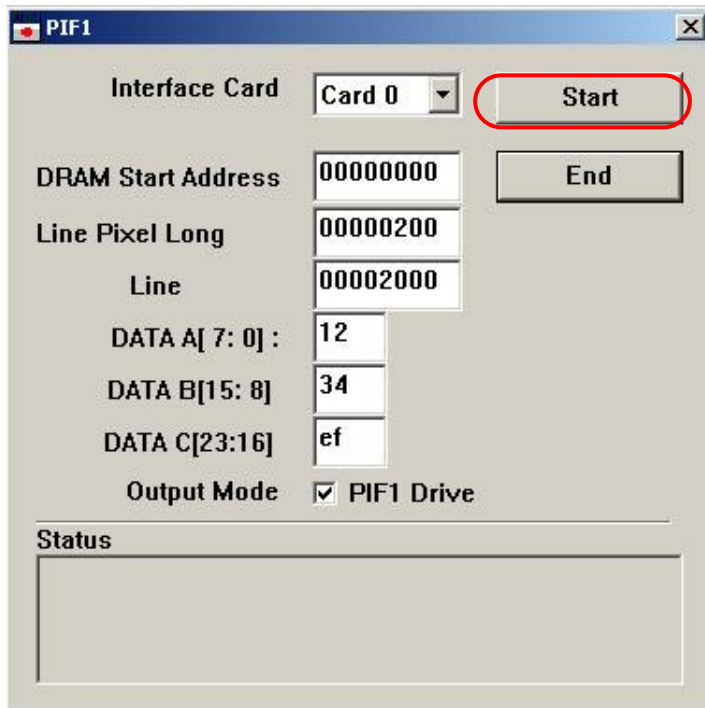 PIF1
Interface Card Card 0 Start
DRAM Start Address 00000000 End
Line Pixel Long 00000200
Line 00002000
DATA A[ 7: 0] : 12
DATA B[15: 8] 34
DATA C[23:16] ef
Output Mode PIF1 Drive
Status